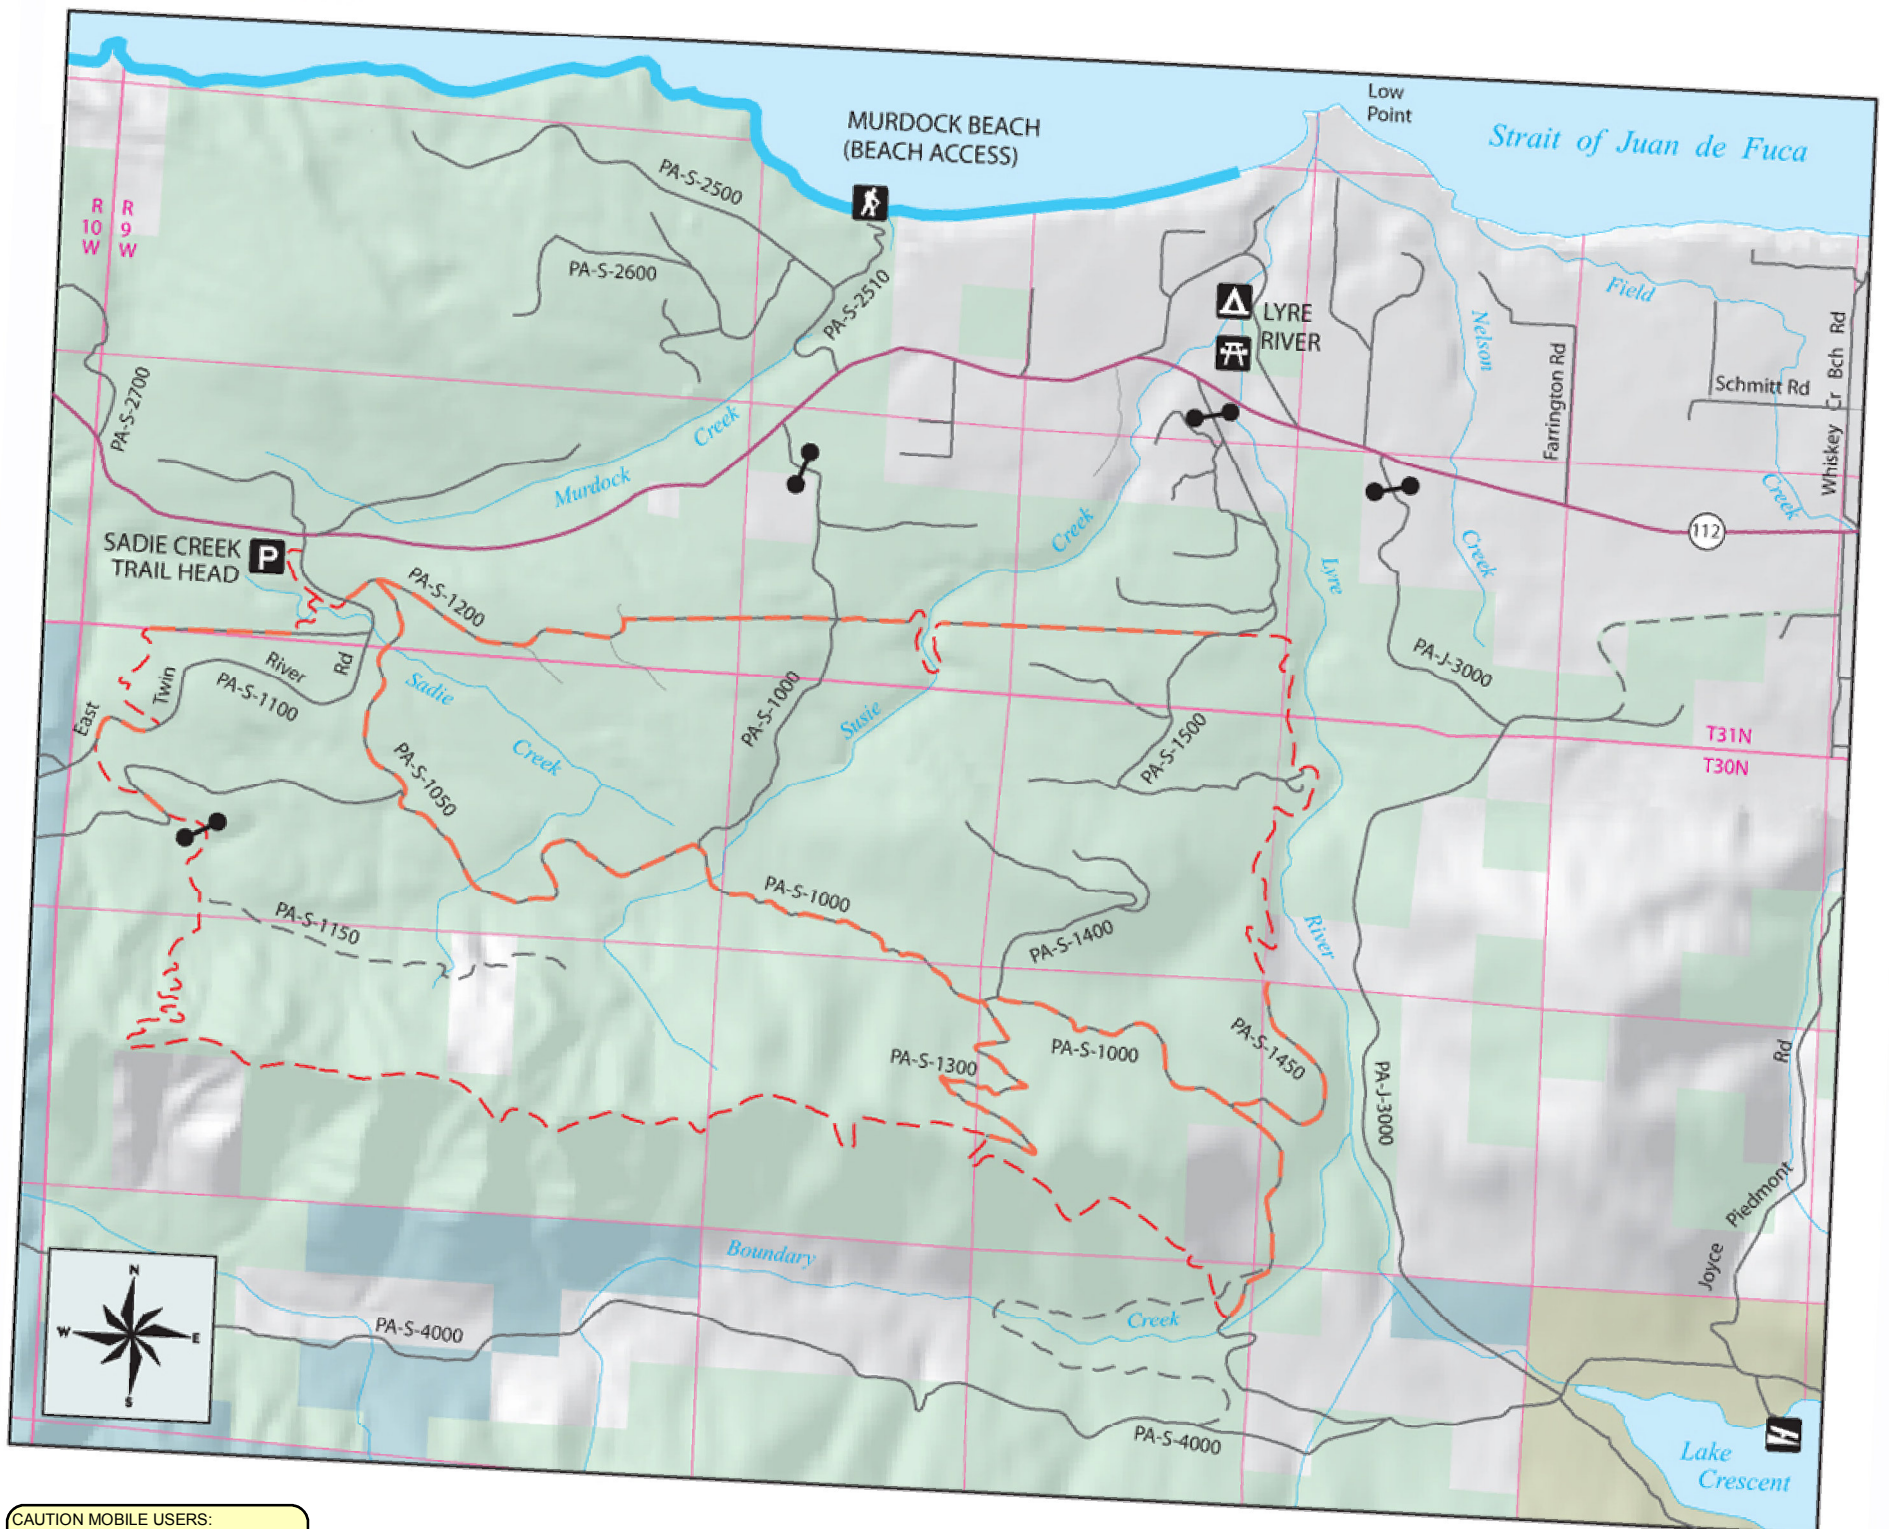 Low
Point
Strait of Juan de Fuca
MURDOCK BEACH
(BEACH ACCESS)
PA-S-2500
R
10
W
R
9
W
PA-S-2600
PA-S-2510
LYRE
RIVER
Field
Nelson
Farrington Rd
Schmitt Rd
Whiskey Cr Bch Rd
PA-S-2700
Creek
Murdock
Creek
Creek
112
SADIE CREEK
TRAIL HEAD
P
PA-S-1200
Creek
Lyre
River
Rd
Twin
PA-S-1100
East
Sadie
Creek
PA-S-1050
PA-S-1000
Susie
PA-S-1500
PA-J-3000
T31N
T30N
PA-S-1000
PA-S-1150
PA-S-1400
River
PA-S-1300
PA-S-1000
PA-S-1450
PA-J-3000
Rd
Piedmont
Joyce
Boundary
Creek
N
W
E
S
PA-S-4000
PA-S-4000
Lake
Crescent
CAUTION MOBILE USERS: